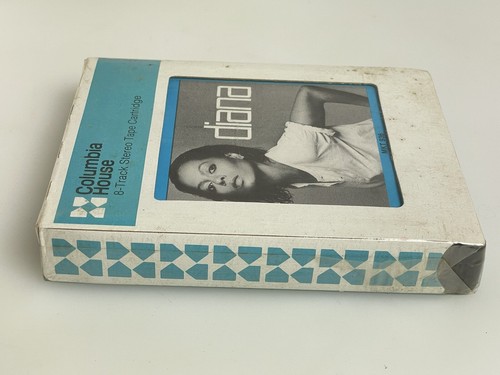 Columbia
House
8-Track Stereo Tape Cartridge
diana